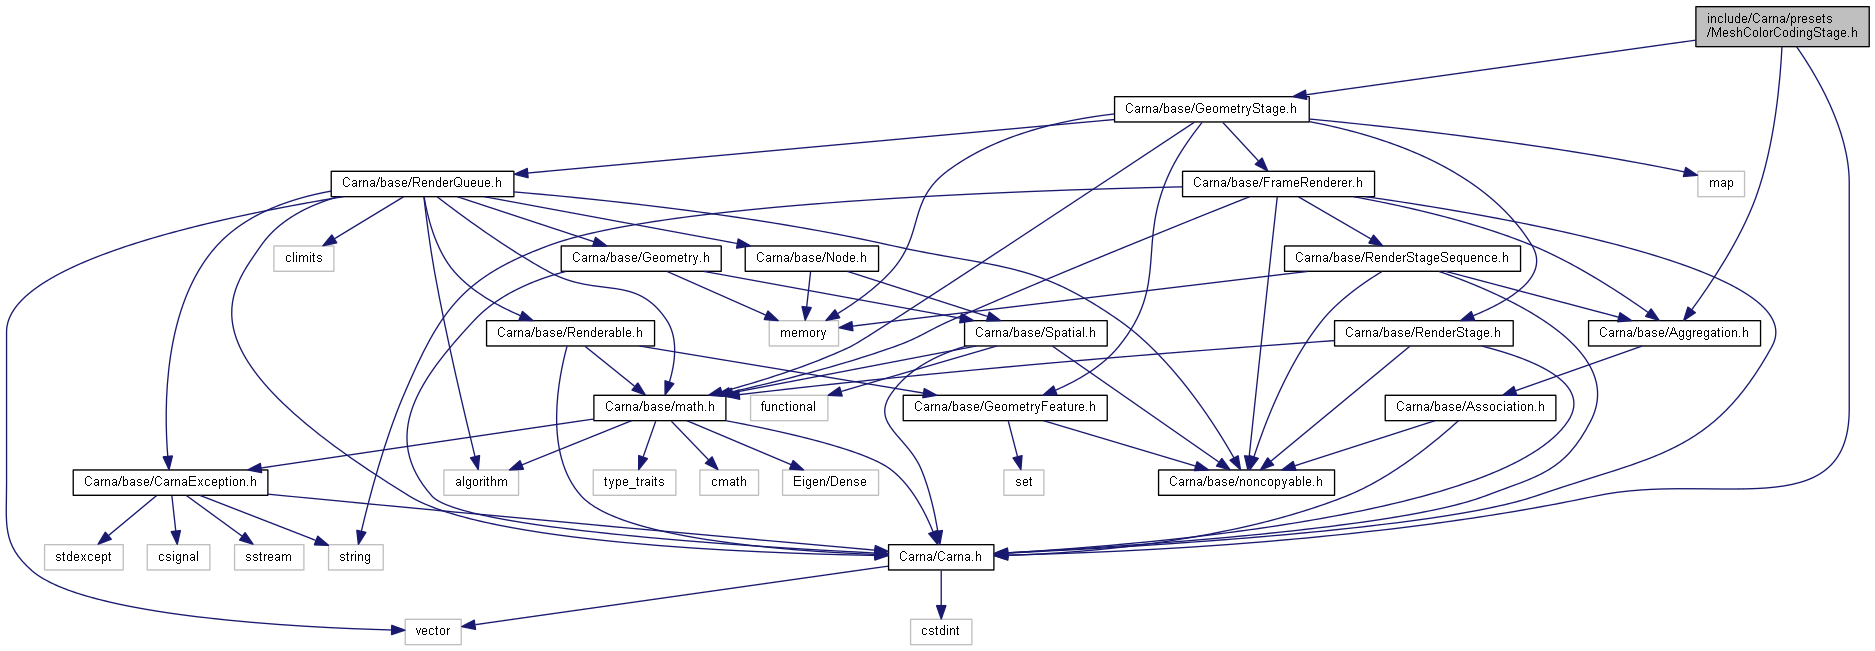 include/Carna/presets
/MeshColorCodingStage.h
Carna/base/GeometryStage.h
Carna/base/RenderQueue.h
Carna/base/FrameRenderer.h
map
climits
Carna/base/Geometry.h
Carna/base/Node.h
Carna/base/RenderStageSequence.h
Carna/base/Renderable.h
memory
Carna/base/Spatial.h
Carna/base/RenderStage.h
Carna/base/Aggregation.h
Carna/base/math.h
functional
Carna/base/GeometryFeature.h
Carna/base/Association.h
Carna/base/CarnaException.h
algorithm
type_traits
cmath
Eigen/Dense
set
Carna/base/noncopyable.h
stdexcept
csignal
sstream
string
Carna/Carna.h
vector
cstdint